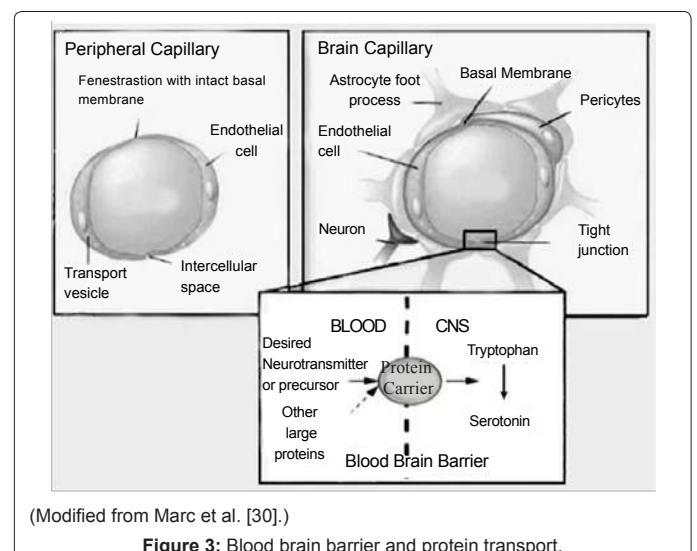 Peripheral Capillary
Fenestrastion with intact basal
membrane
Endothelial
cell
Transport
vesicle
Intercellular
space
Brain Capillary
Astrocyte foot
process
Basal Membrane
Pericytes
Endothelial
cell
Neuron
Tight
junction
BLOOD CNS
Desired
Neurotransmitter
or precursor
Other
large
proteins
Protein
Carrier
Tryptophan
Serotonin
Blood Brain Barrier
(Modified from Marc et al. [30].)
Figure 3: Blood brain barrier and protein transport.